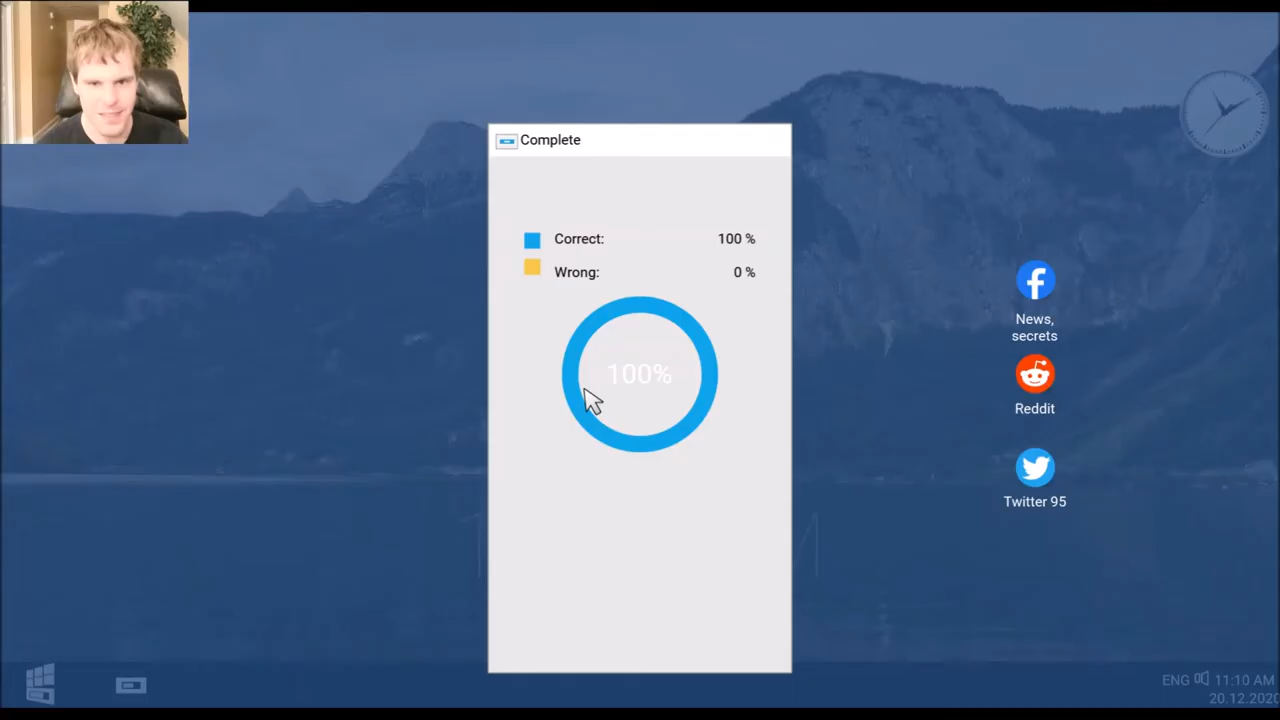 Complete
Correct: 100 %
Wrong: 0 %
100%
News,
secrets
Reddit
Twitter 95
ENG 11:10 AM
20.12.2020